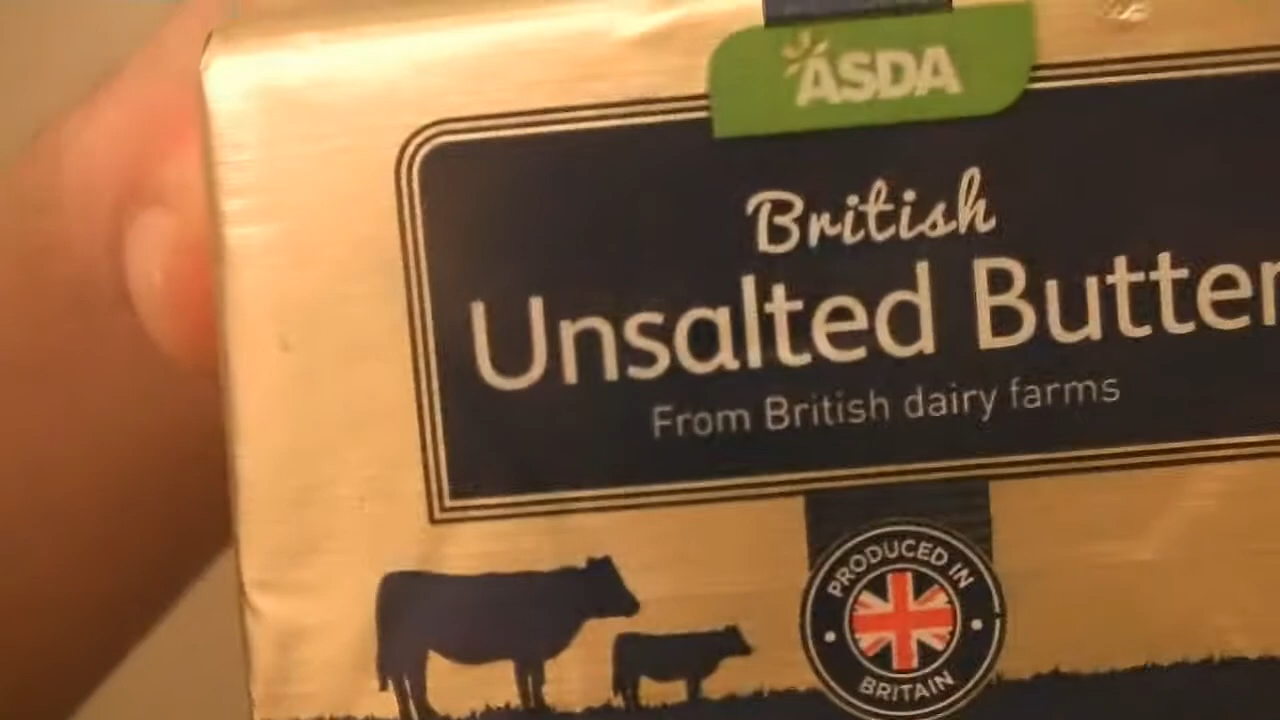 ASDA
British
Unsalted Butter
From British dairy farms
PRODUCED IN
BRITAIN